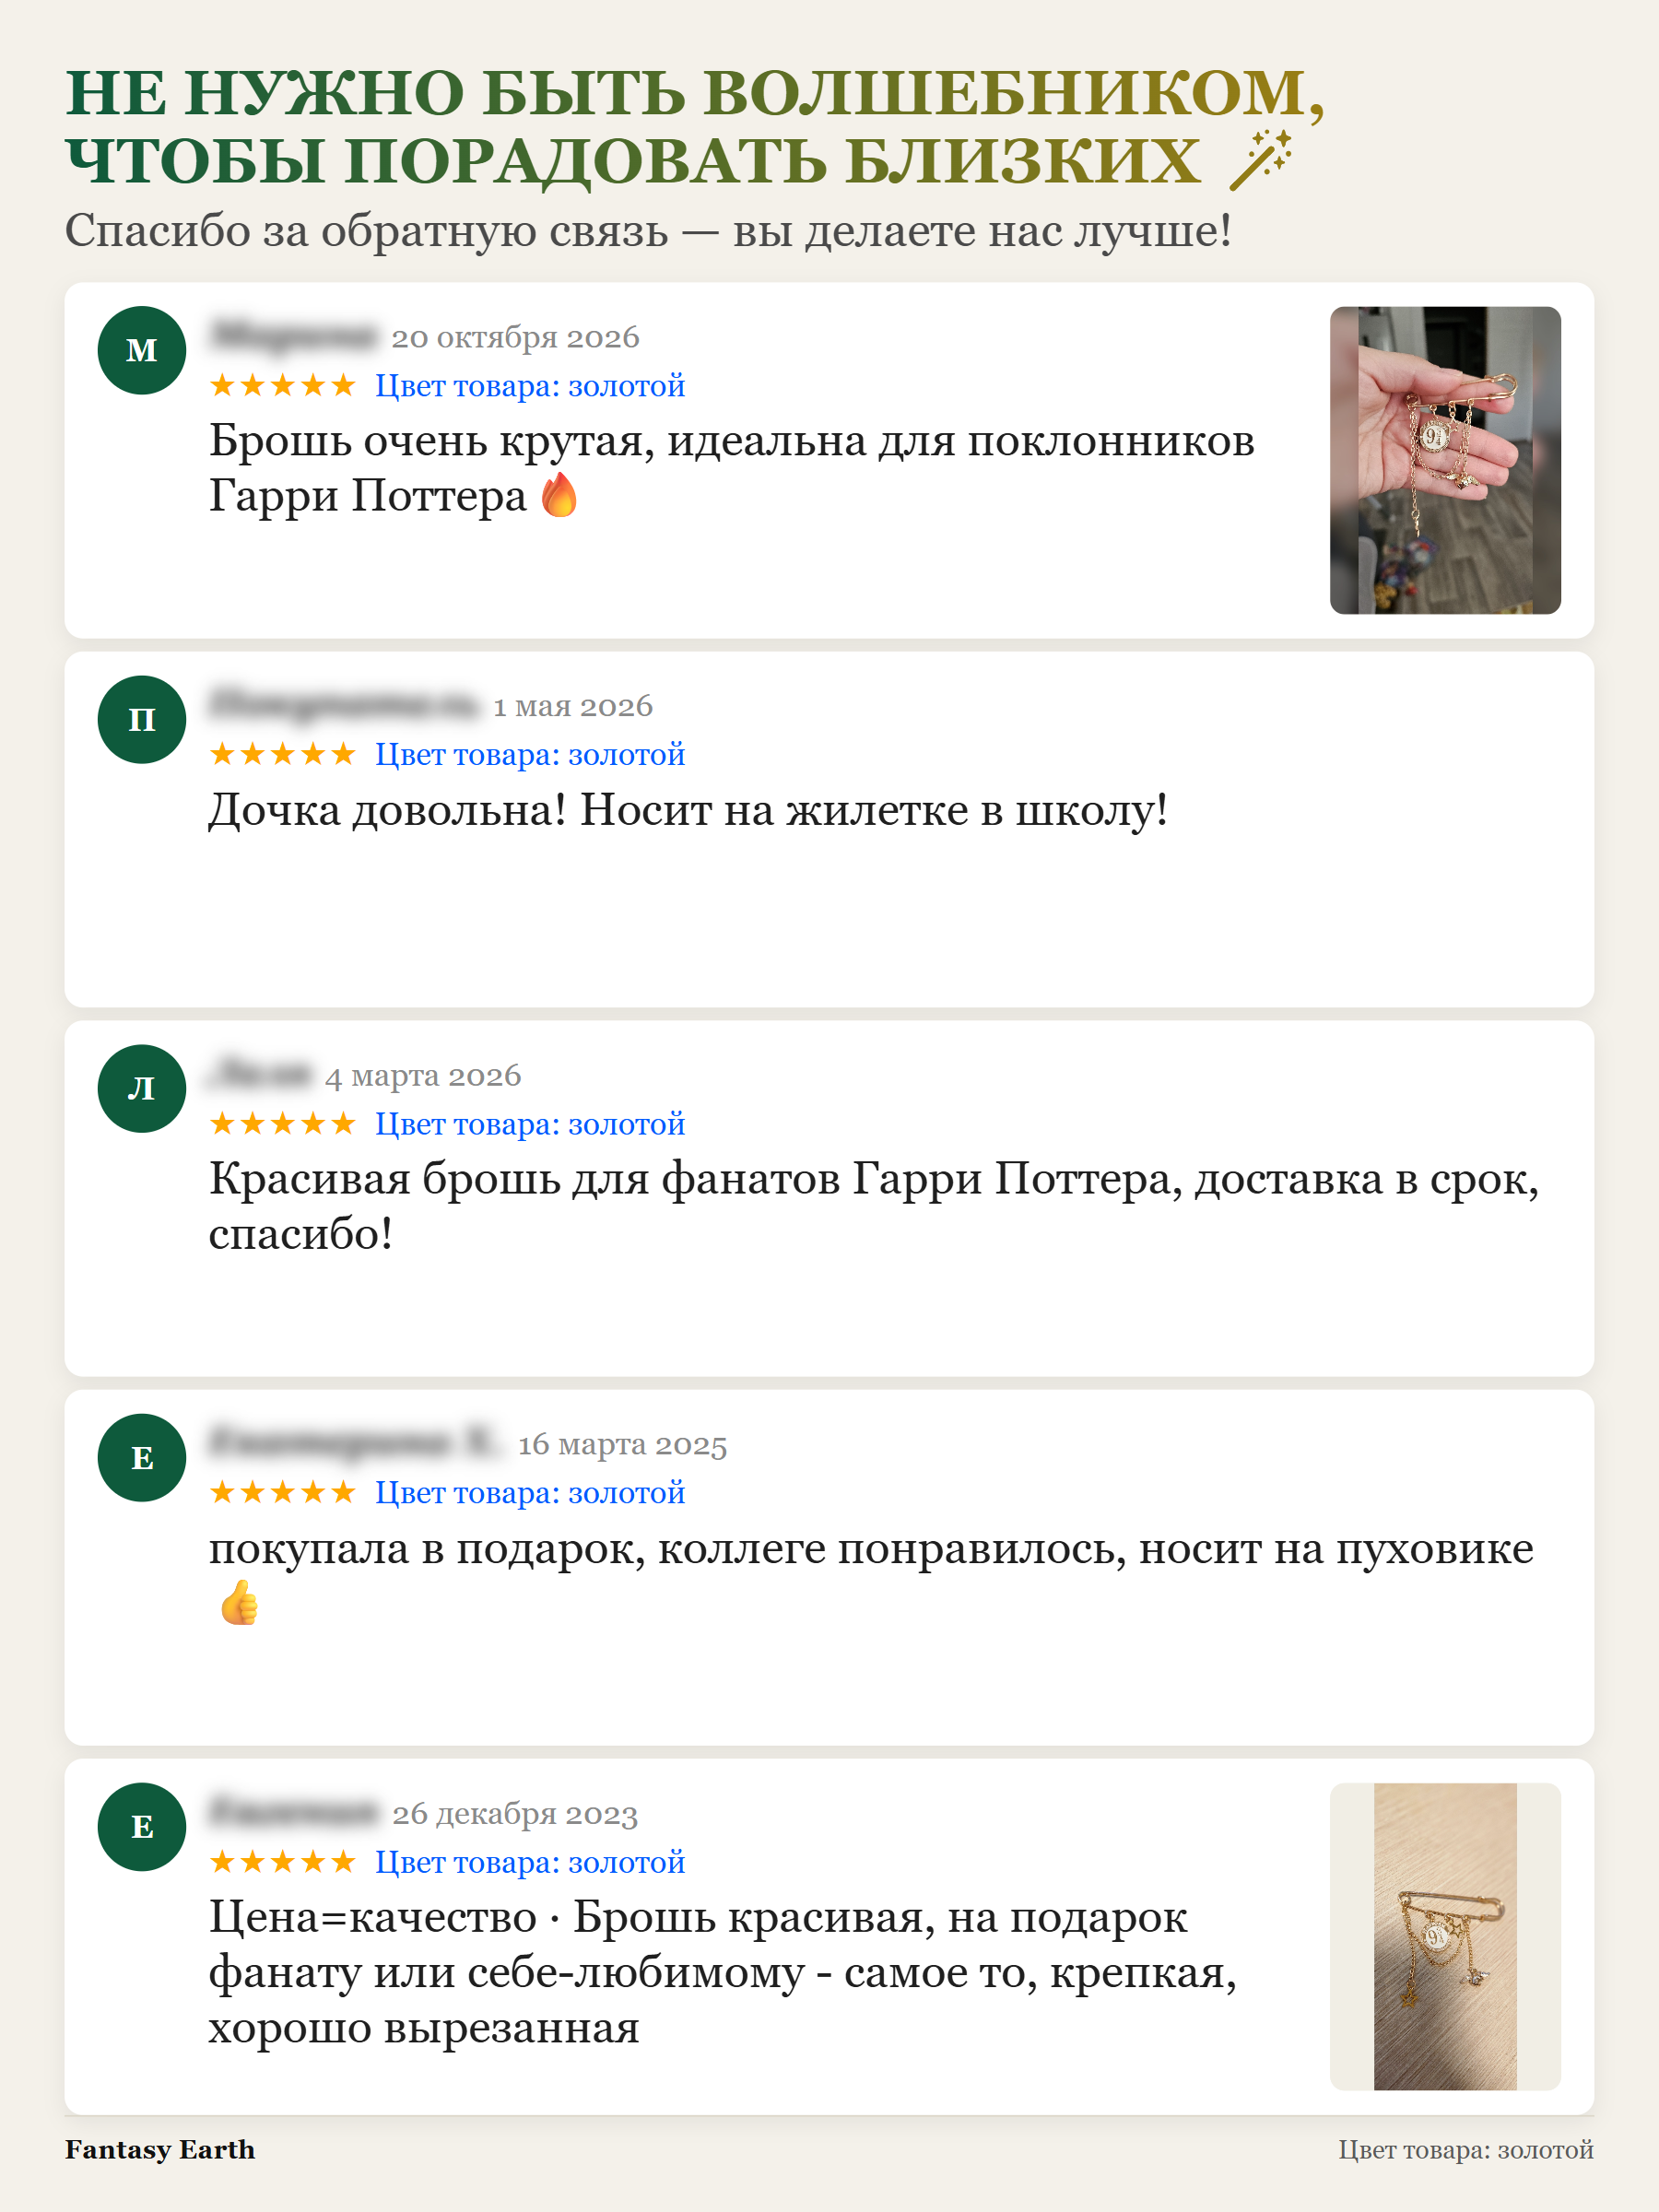 НЕ НУЖНО БЫТЬ ВОЛШЕБНИКОМ,
ЧТОБЫ ПОРАДОВАТЬ БЛИЗКИХ
Спасибо за обратную связь — вы делаете нас лучше!
М
20 октября 2026
★★★★★ Цвет товара: золотой
Брошь очень крутая, идеальна для поклонников
Гарри Поттера 🔥
П
1 мая 2026
★★★★★ Цвет товара: золотой
Дочка довольна! Носит на жилетке в школу!
Л
4 марта 2026
★★★★★ Цвет товара: золотой
Красивая брошь для фанатов Гарри Поттера, доставка в срок,
спасибо!
Е
16 марта 2025
★★★★★ Цвет товара: золотой
покупала в подарок, коллеге понравилось, носит на пуховике
👍
Е
26 декабря 2023
★★★★★ Цвет товара: золотой
Цена=качество · Брошь красивая, на подарок
фанату или себе-любимому - самое то, крепкая,
хорошо вырезанная
Fantasy Earth
Цвет товара: золотой